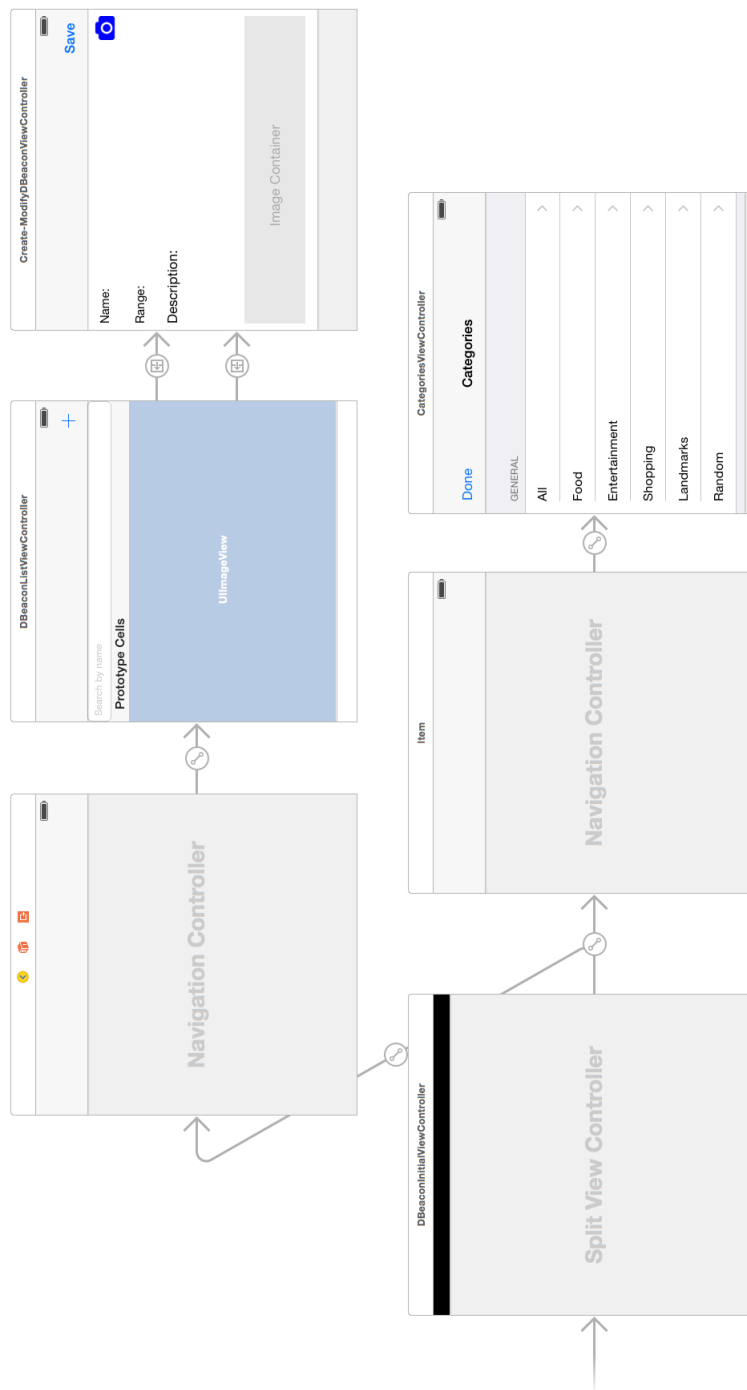 Navigation Controller
DBeaconListViewController
Search by name
Prototype Cells
UIImageView
Create-ModifyDBeaconViewController
Save
Name:
Range:
Description:
Image Container
DBeaconInitialViewController
Split View Controller
Item
Navigation Controller
CategoriesViewController
Done
Categories
GENERAL
All
Food
Entertainment
Shopping
Landmarks
Random